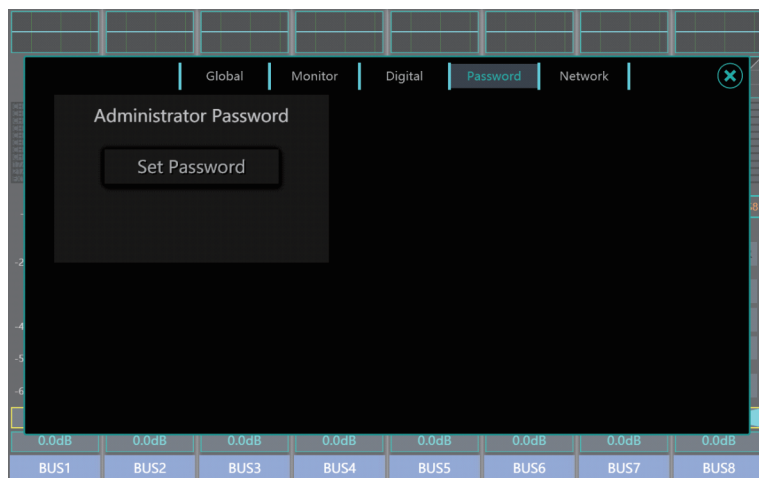 Global Monitor Digital Password Network
Administrator Password
Set Password
-8
-
-2
-4
-5
-6
0.0dB 0.0dB 0.0dB 0.0dB 0.0dB 0.0dB 0.0dB 0.0dB
BUS1 BUS2 BUS3 BUS4 BUS5 BUS6 BUS7 BUS8